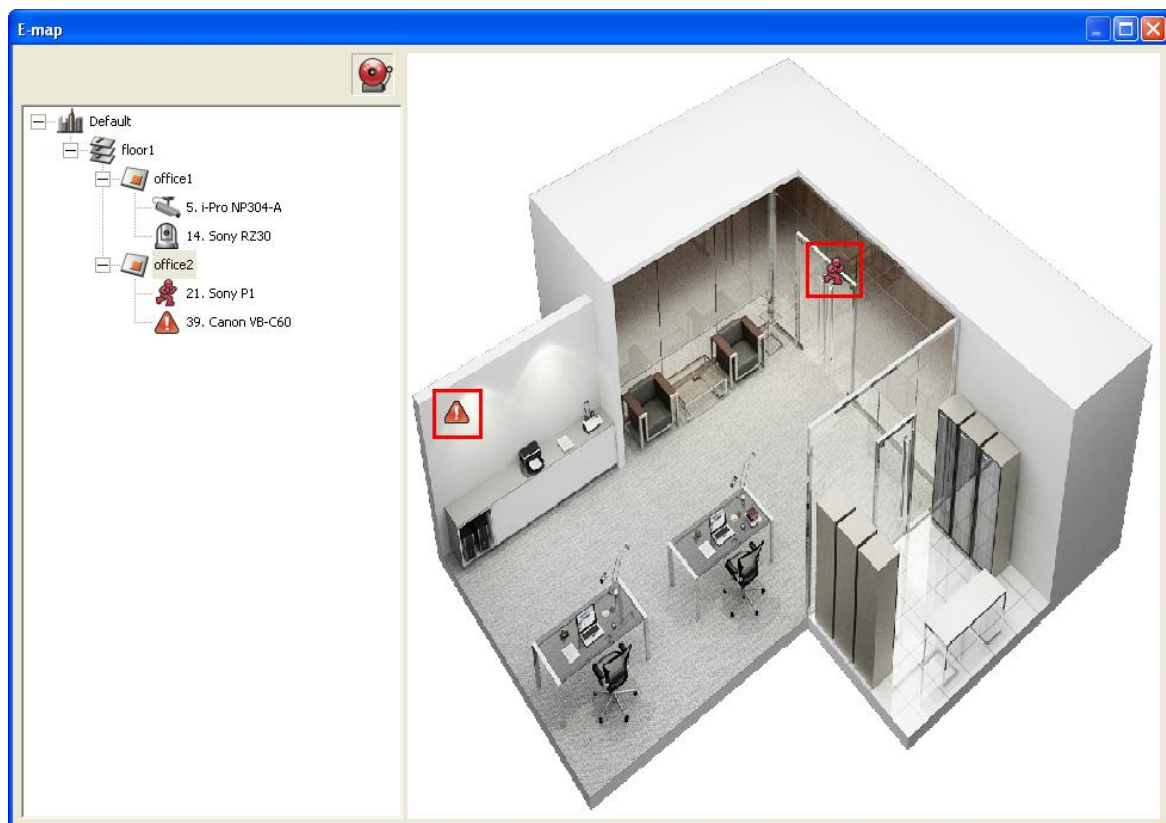 E-map
Default
floor1
office1
5. i-Pro NP304-A
14. Sony RZ30
office2
21. Sony P1
39. Canon VB-C60